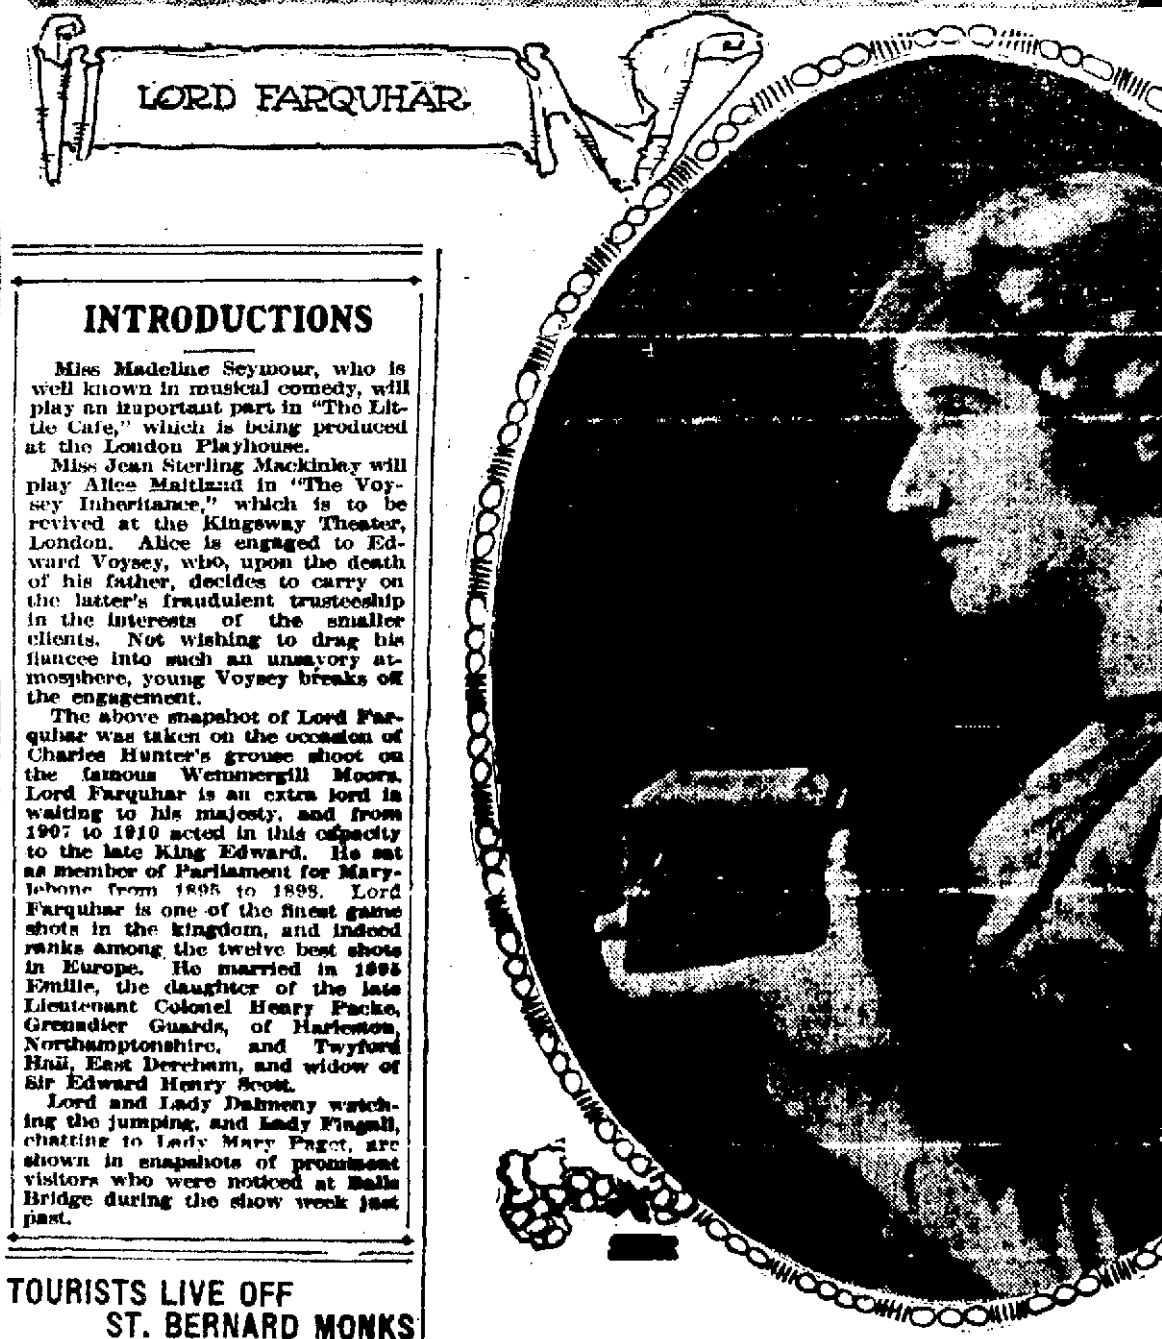 LORD FARQUHAR
INTRODUCTIONS
Miss Madeline Seymour, who is
well known in musical comedy, will
play an important part in "The Lit-
tle Cafe," which is being produced
at the London Playhouse.
Miss Jean Sterling Mackinlay will
play Alice Maitland in "The Voy-
sey Inheritance," which is to be
revived at the Kingsway Theater,
London. Alice is engaged to Ed-
ward Voysey, who, upon the death
of his father, decides to carry on
the latter's fraudulent trusteeship
in the interests of the smaller
clients. Not wishing to drag his
fiancee into such an unsavory at-
mosphere, young Voysey breaks off
the engagement.
The above snapshot of Lord Far-
quhar was taken on the occasion of
Charles Hunter's grouse shoot on
the famous Wemmergill Moors.
Lord Farquhar is an extra lord in
waiting to his majesty, and from
1907 to 1910 acted in this capacity
to the late King Edward. He sat
as member of Parliament for Mary-
lebone from 1895 to 1898. Lord
Farquhar is one of the finest game
shots in the kingdom, and indeed
ranks among the twelve best shots
in Europe. He married in
Emilie, the daughter of the late
Lieutenant Colonel Henry Packe,
Grenadier Guards, of
Northamptonshire, and Twyford
Hall, East Dereham, and widow of
Sir Edward Henry Scott.
Lord and Lady Dalmeny watch-
ing the jumping, and Lady Fingall,
chatting to Lady Mary Paget, are
shown in snapshots of prominent
visitors who were noticed at Balls
Bridge during the show week just
past.
TOURISTS LIVE OFF
ST. BERNARD MONKS